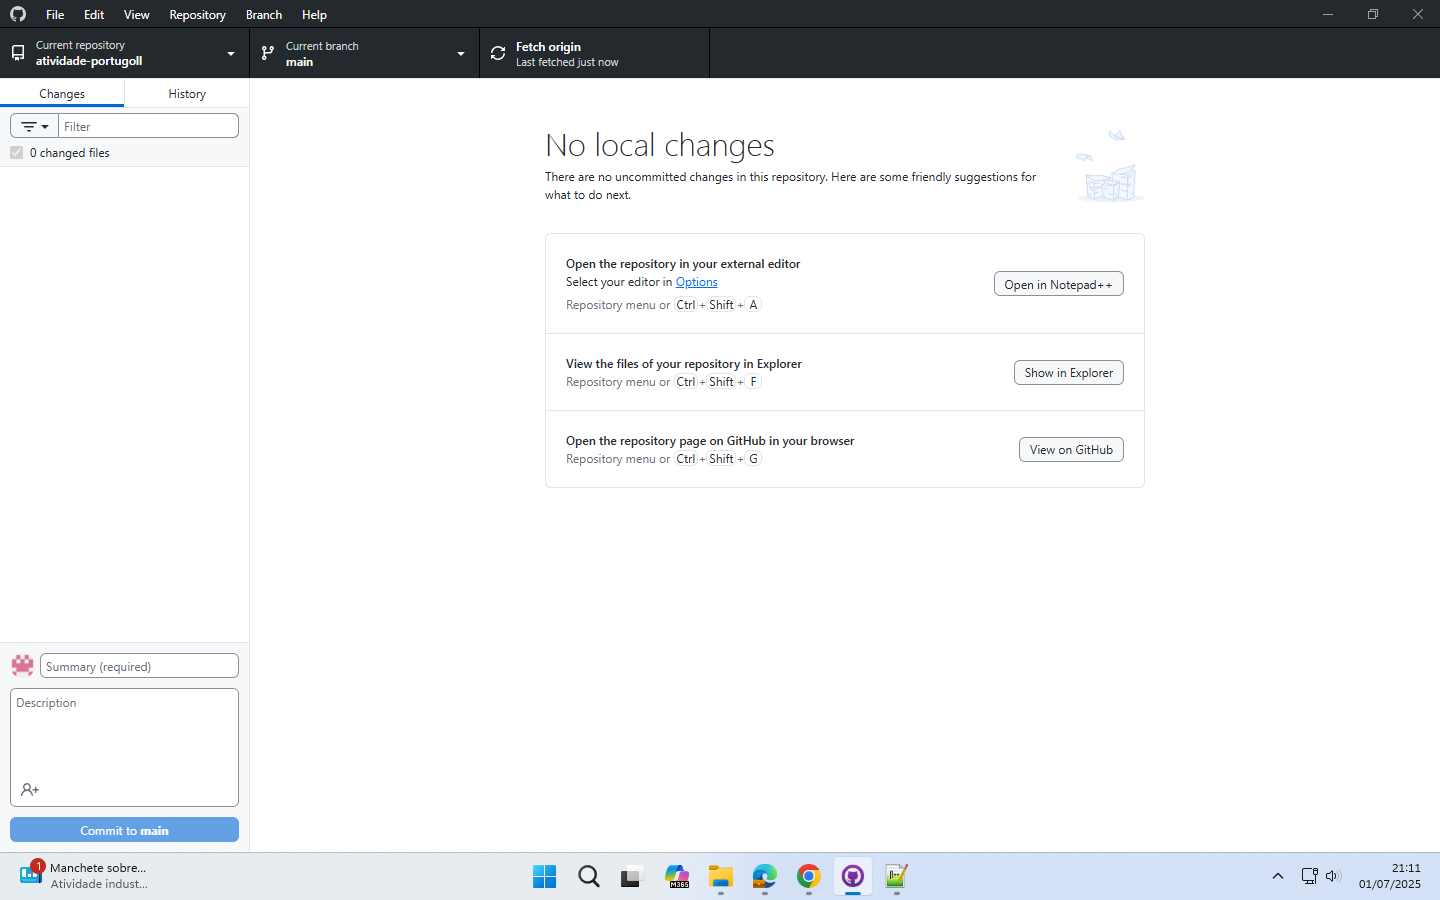 File Edit View Repository Branch Help
Current repository
atividade-portugoll
Current branch
main
Fetch origin
Last fetched just now
Changes
History
Filter
0 changed files
No local changes
There are no uncommitted changes in this repository. Here are some friendly suggestions for
what to do next.
Open the repository in your external editor
Select your editor in Options
Repository menu or Ctrl + Shift + A
Open in Notepad++
View the files of your repository in Explorer
Repository menu or Ctrl + Shift + F
Show in Explorer
Open the repository page on GitHub in your browser
Repository menu or Ctrl + Shift + G
View on GitHub
Summary (required)
Description
Commit to main
1
Manchete sobre...
Atividade indust...
M365
21:11
01/07/2025